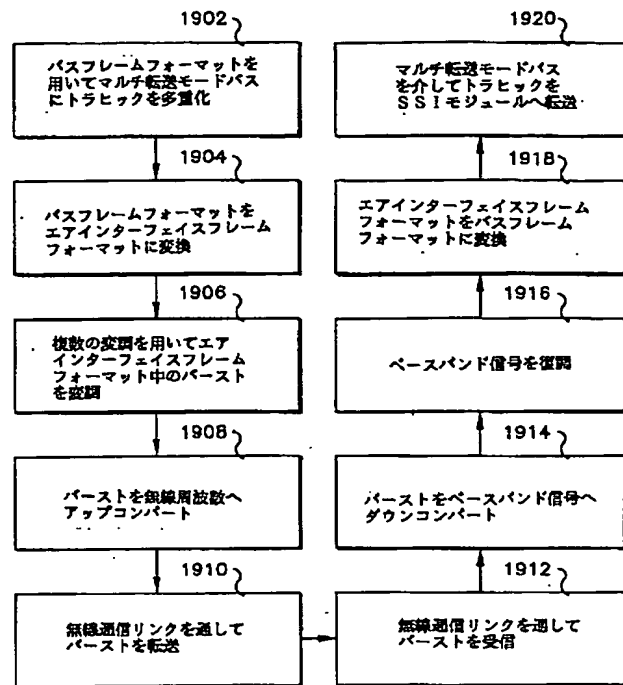 1902
バスフレームフォーマットを
用いてマルチ転送モードバス
にトラヒックを多重化
1904
バスフレームフォーマットを
エアインターフェイスフレーム
フォーマットに変換
1906
複数の変調を用いてエア
インターフェイスフレーム
フォーマット中のバースト
を変調
1908
バーストを無線周波数へ
アップコンバート
1910
無線通信リンクを通して
バーストを転送
1912
無線通信リンクを通して
バーストを受信
1914
バーストをベースバンド信号へ
ダウンコンバート
1916
ベースバンド信号を復調
1918
エアインターフェイスフレーム
フォーマットをバスフレーム
フォーマットに変換
1920
マルチ転送モードバス
を介してトラヒックを
SSIモジュールへ転送